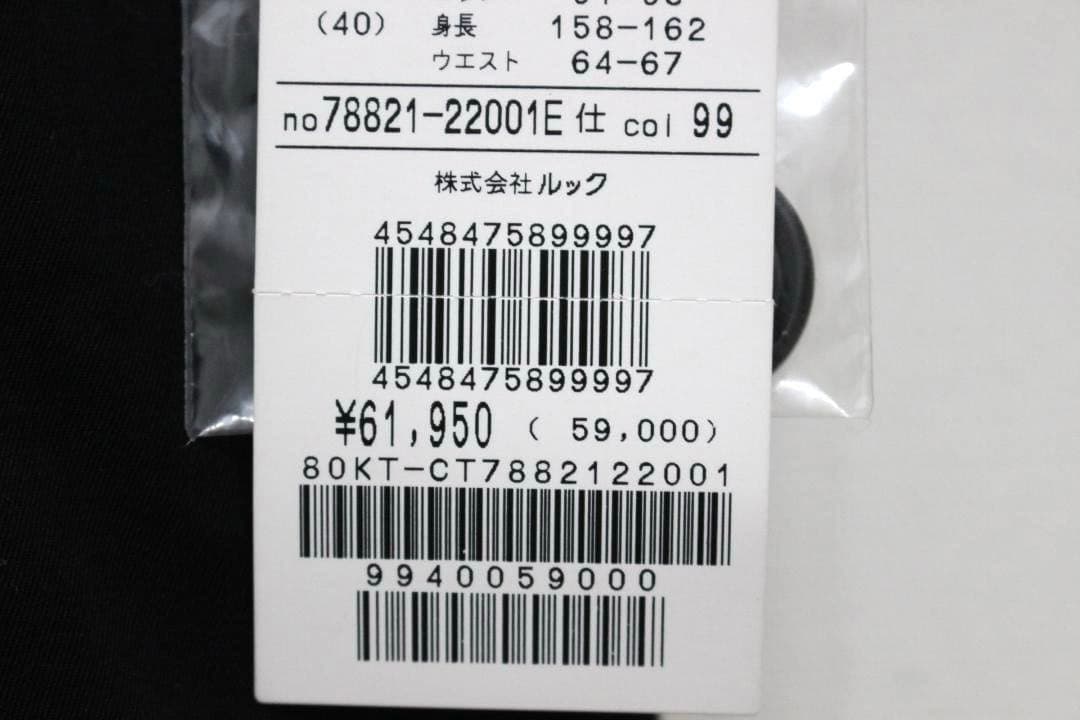 (40) 身長 158-162
ウエスト 64-67
no78821-22001E 仕 col 99
株式会社ルック
4548475899997
4548475899997
¥61,950 ( 59,000)
80KT-CT7882122001
9940059000